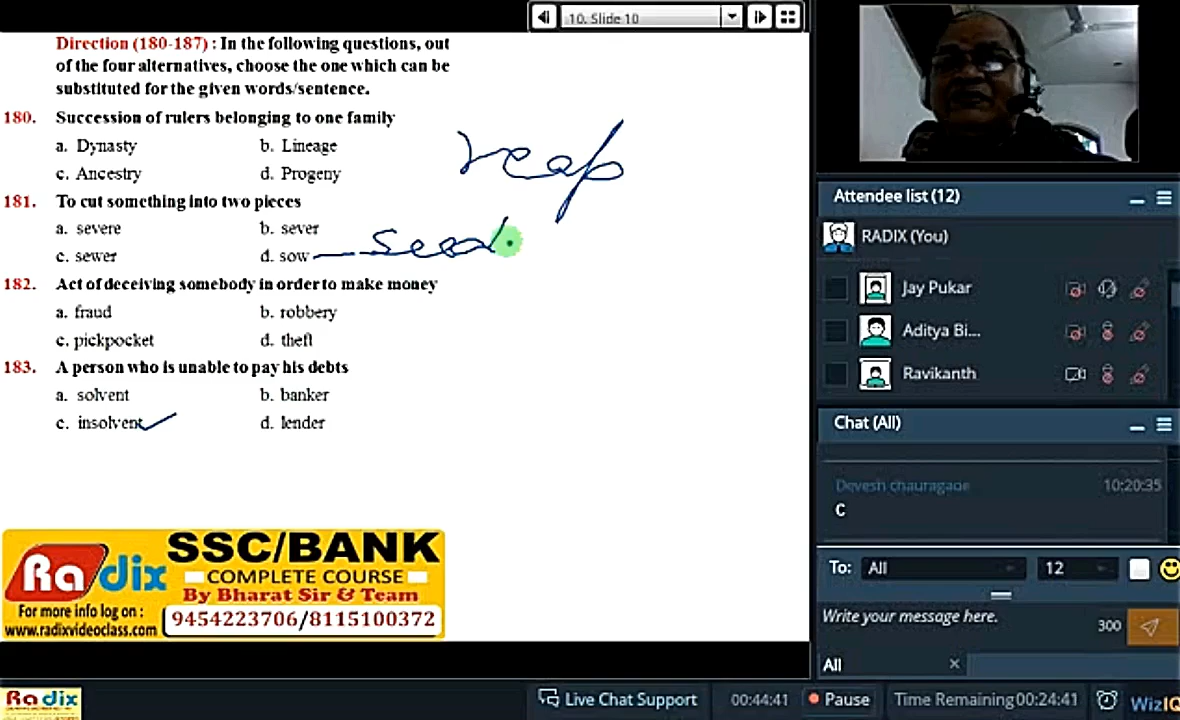 10. Slide 10
Direction (180-187) : In the following questions, out
of the four alternatives, choose the one which can be
substituted for the given words/sentence.
180. Succession of rulers belonging to one family
a. Dynasty b. Lineage
c. Ancestry d. Progeny
reap
181. To cut something into two pieces
a. severe b. sever
c. sewer d. sow
seed
182. Act of deceiving somebody in order to make money
a. fraud b. robbery
c. pickpocket d. theft
183. A person who is unable to pay his debts
a. solvent b. banker
c. insolvent d. lender
Radix
SSC/BANK
COMPLETE COURSE
By Bharat Sir & Team
For more info log on :
www.radixvideoclass.com
9454223706/8115100372
Attendee list (12)
RADIX (You)
Jay Pukar
Aditya Bi...
Ravikanth
Chat (All)
Devesh chauragade 10:20:35
C
To: All 12
Write your message here. 300
All
Radix
Live Chat Support 00:44:41 Pause Time Remaining 00:24:41 WizIQ